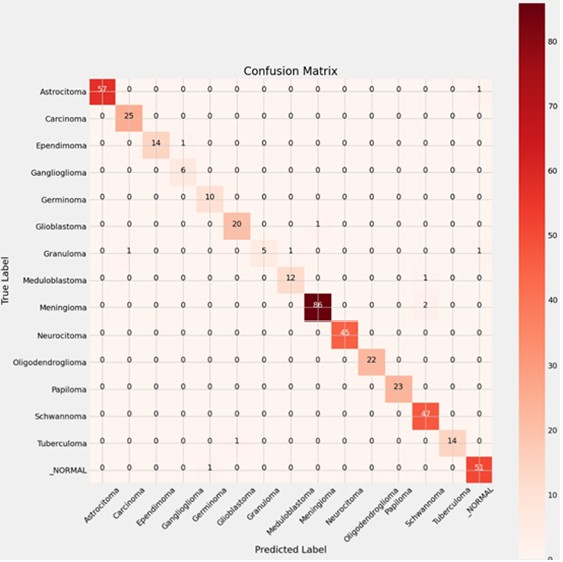 Confusion Matrix
True Label
Astrocitoma 57 0 0 0 0 0 0 0 0 0 0 0 0 0 1
Carcinoma 0 25 0 0 0 0 0 0 0 0 0 0 0 0 0
Ependimoma 0 0 14 1 0 0 0 0 0 0 0 0 0 0 0
Ganglioglioma 0 0 0 6 0 0 0 0 0 0 0 0 0 0 0
Germinoma 0 0 0 0 10 0 0 0 0 0 0 0 0 0 0
Glioblastoma 0 0 0 0 0 20 0 0 1 0 0 0 0 0 0
Granuloma 0 1 0 0 0 0 5 1 0 0 0 0 0 0 1
Meduloblastoma 0 0 0 0 0 0 0 12 0 0 0 0 1 0 0
Meningioma 0 0 0 0 0 0 0 0 86 0 0 0 2 0 0
Neurocitoma 0 0 0 0 0 0 0 0 0 45 0 0 0 0 0
Oligodendroglioma 0 0 0 0 0 0 0 0 0 0 22 0 0 0 0
Papiloma 0 0 0 0 0 0 0 0 0 0 0 23 0 0 0
Schwannoma 0 0 0 0 0 0 0 0 0 0 0 0 47 0 0
Tuberculoma 0 0 0 0 0 1 0 0 0 0 0 0 0 14 0
_NORMAL 0 0 0 0 1 0 0 0 0 0 0 0 0 0 51
Astrocitoma
Carcinoma
Ependimoma
Ganglioglioma
Germinoma
Glioblastoma
Granuloma
Meduloblastoma
Meningioma
Neurocitoma
Oligodendroglioma
Papiloma
Schwannoma
Tuberculoma
_NORMAL
Predicted Label
80
70
60
50
40
30
20
10
0